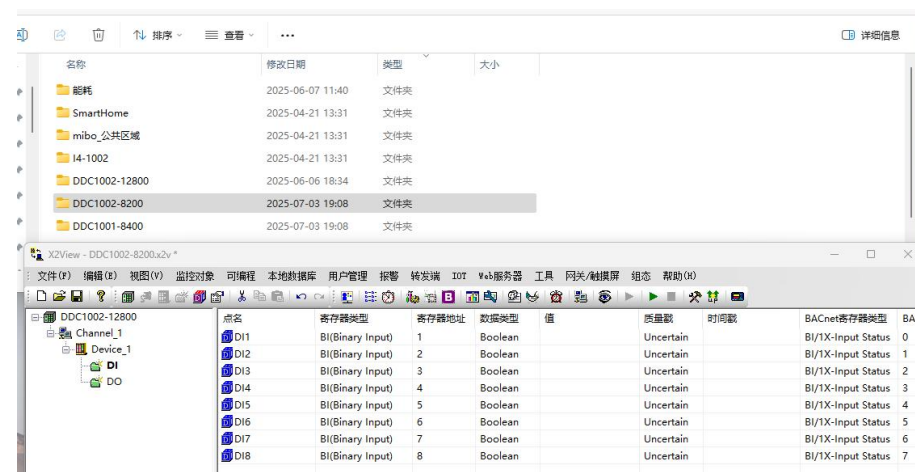 排序 查看 ... 详细信息
名称 修改日期 类型 大小
能耗 2025-06-07 11:40 文件夹
SmartHome 2025-04-21 13:31 文件夹
mibo_公共区域 2025-04-21 13:31 文件夹
I4-1002 2025-04-21 13:31 文件夹
DDC1002-12800 2025-06-06 18:34 文件夹
DDC1002-8200 2025-07-03 19:08 文件夹
DDC1001-8400 2025-07-03 19:08 文件夹
X2View - DDC1002-8200.x2v *
文件(F) 编辑(E) 视图(V) 监控对象 可编程 本地数据库 用户管理 报警 转发端 IOT Web服务器 工具 网关/触摸屏 组态 帮助(H)
DDC1002-12800 点名 寄存器类型 寄存器地址 数据类型 值 质量戳 时间戳 BACnet寄存器类型 BA
Channel_1 DI1 BI(Binary Input) 1 Boolean Uncertain BI/1X-Input Status 0
Device_1 DI2 BI(Binary Input) 2 Boolean Uncertain BI/1X-Input Status 1
DI DI3 BI(Binary Input) 3 Boolean Uncertain BI/1X-Input Status 2
DO DI4 BI(Binary Input) 4 Boolean Uncertain BI/1X-Input Status 3
DI5 BI(Binary Input) 5 Boolean Uncertain BI/1X-Input Status 4
DI6 BI(Binary Input) 6 Boolean Uncertain BI/1X-Input Status 5
DI7 BI(Binary Input) 7 Boolean Uncertain BI/1X-Input Status 6
DI8 BI(Binary Input) 8 Boolean Uncertain BI/1X-Input Status 7